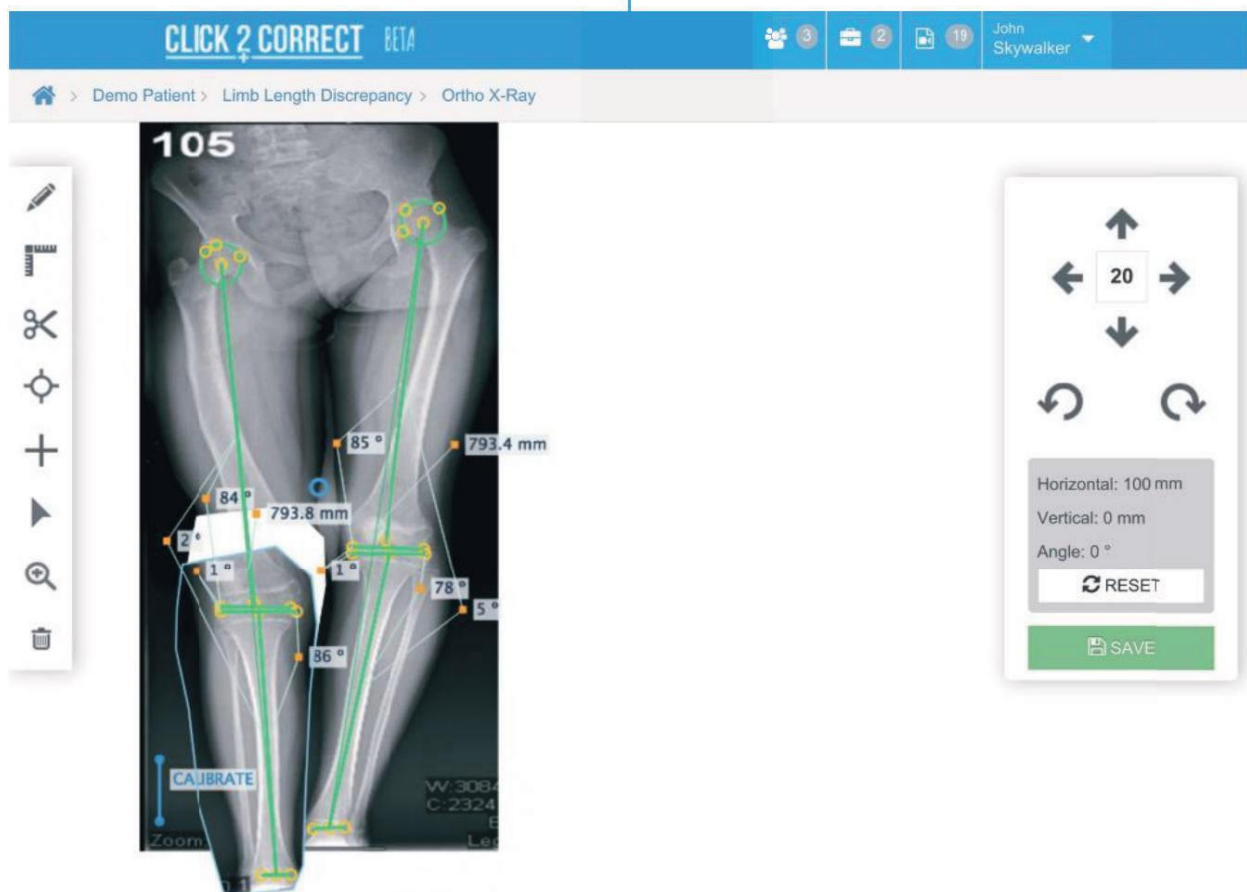 CLICK 2 CORRECT BETA
3
2
19
John
Skywalker
> Demo Patient > Limb Length Discrepancy > Ortho X-Ray
105
20
85 °
793.4 mm
84 °
793.8 mm
2 °
1 °
1 °
78 °
5 °
86 °
Horizontal: 100 mm
Vertical: 0 mm
Angle: 0 °
RESET
SAVE
CALIBRATE
W:3084
C:2324
Zoom
Le